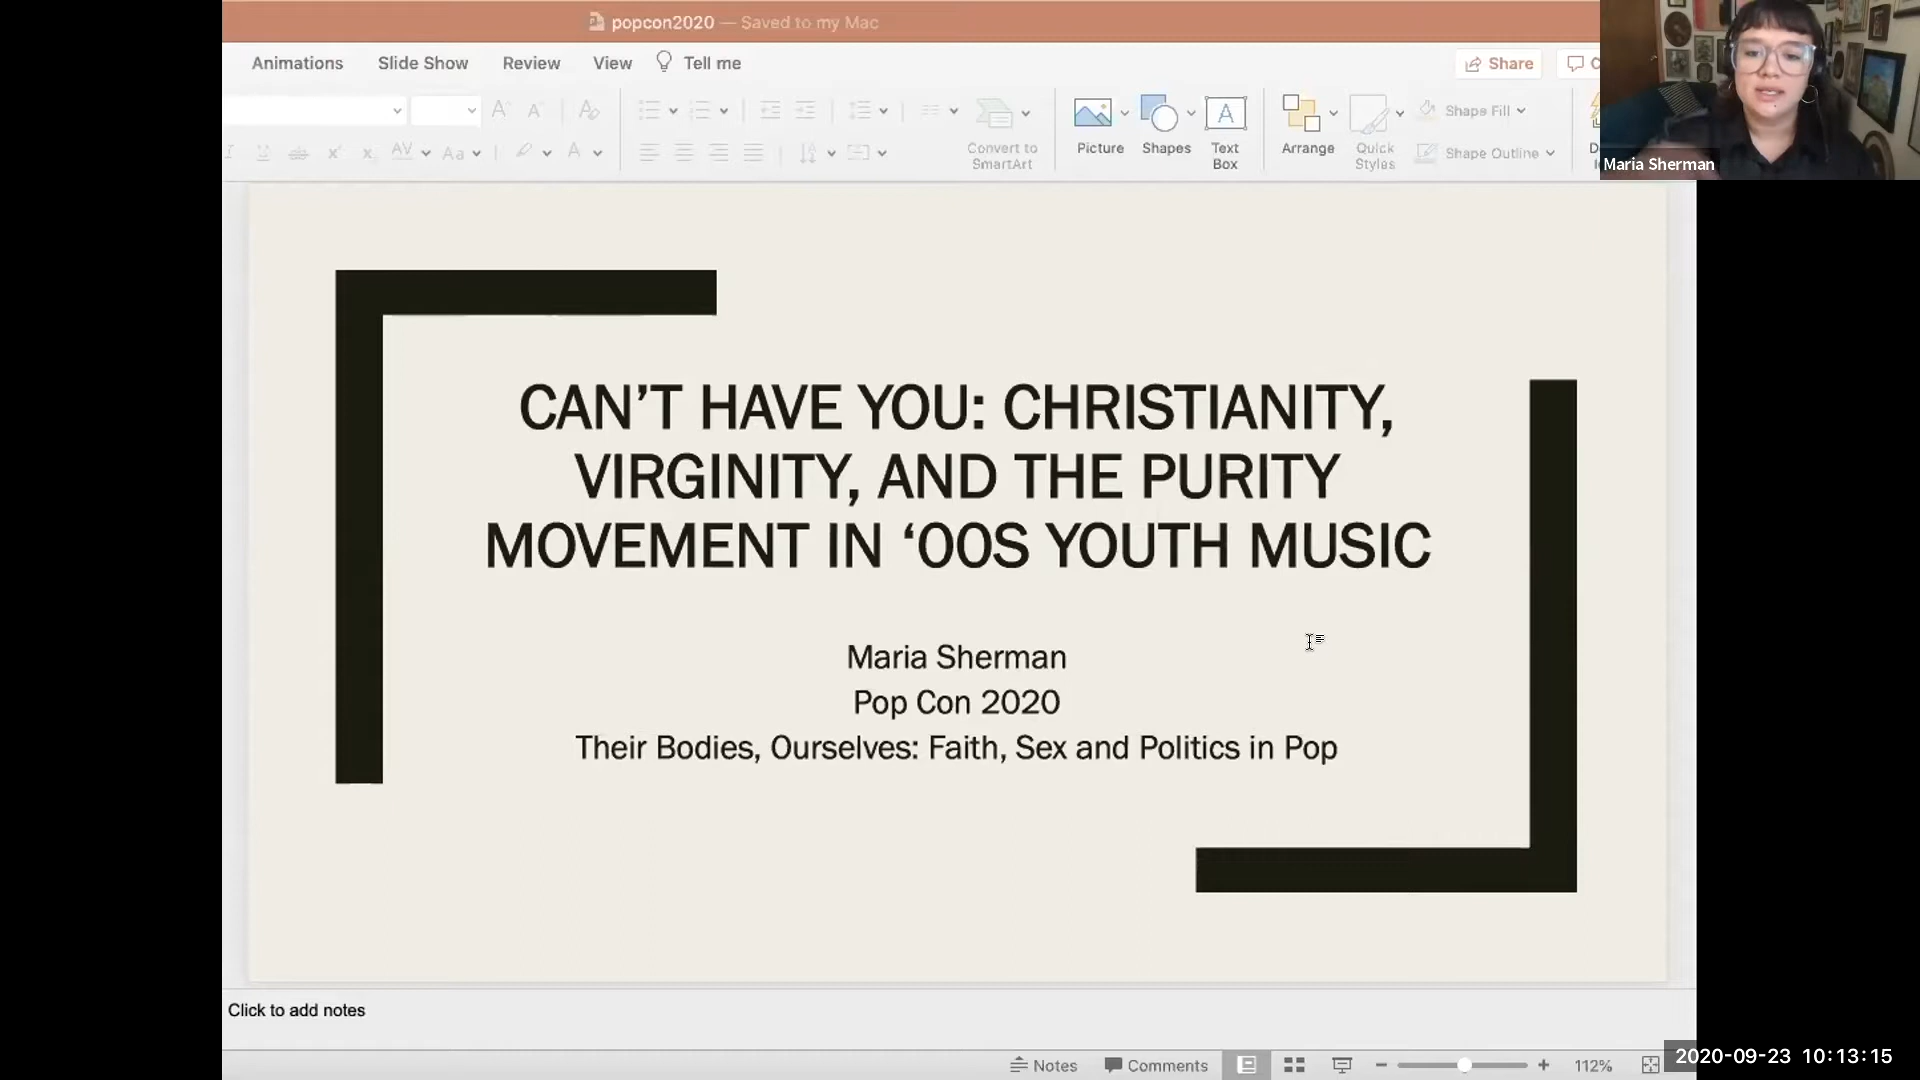 popcon2020 — Saved to my Mac
Animations Slide Show Review View Tell me
Share
Convert to
SmartArt
Picture
Shapes
Text
Box
Arrange
Quick
Styles
Shape Fill
Shape Outline
Maria Sherman
CAN’T HAVE YOU: CHRISTIANITY,
VIRGINITY, AND THE PURITY
MOVEMENT IN ‘00S YOUTH MUSIC
Maria Sherman
Pop Con 2020
Their Bodies, Ourselves: Faith, Sex and Politics in Pop
Click to add notes
Notes Comments 112%
2020-09-23 10:13:15